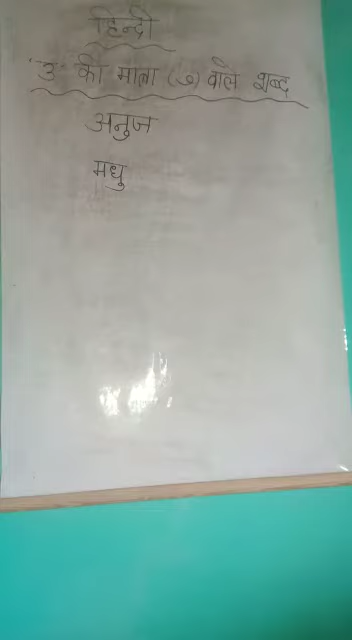 हिन्दी
'उ' की मात्रा (ु) वाले शब्द
अनुज
मधु